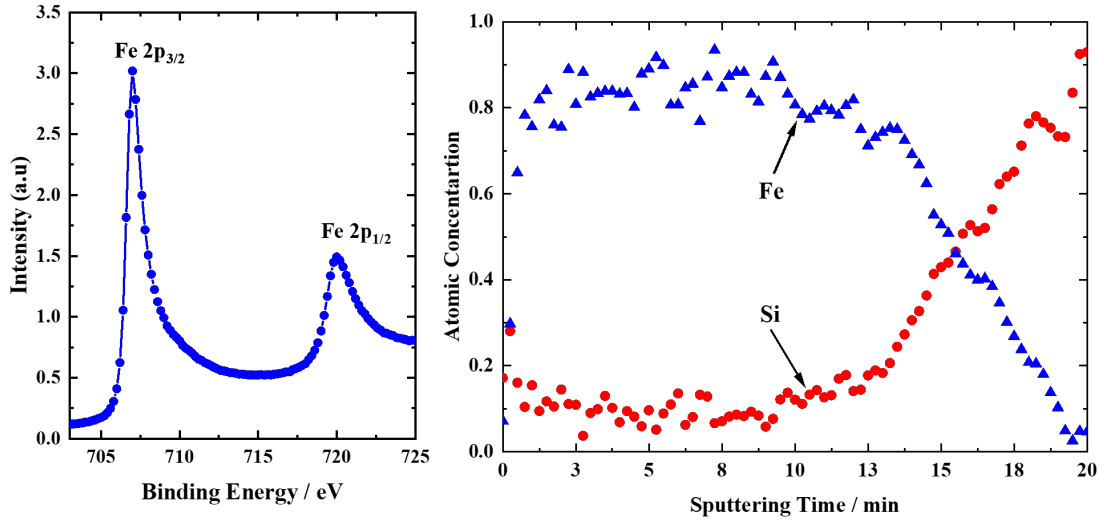 Fe 2p3/2
Fe 2p1/2
3.5
3.0
2.5
2.0
1.5
1.0
0.5
0.0
Intensity (a.u)
705 710 715 720 725
Binding Energy / eV
1.0
0.8
0.6
0.4
0.2
0.0
Atomic Concentartion
Fe
Si
0 3 5 8 10 13 15 18 20
Sputtering Time / min